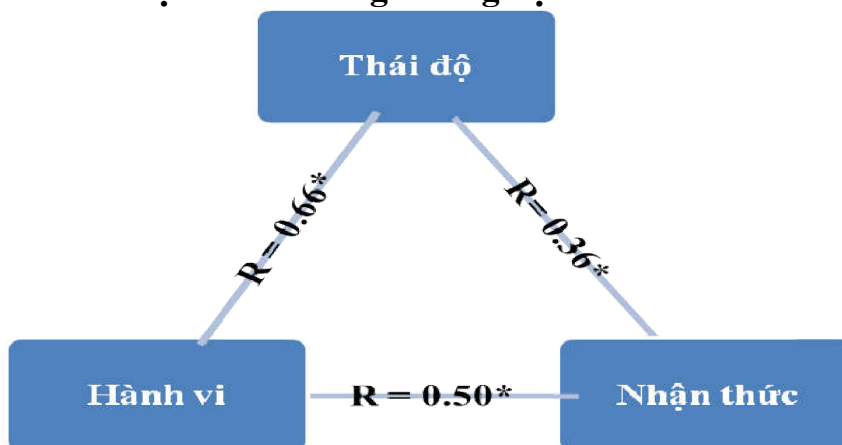 Thái độ
R = 0.66*
R= 0.36*
Hành vi
R = 0.50*
Nhận thức